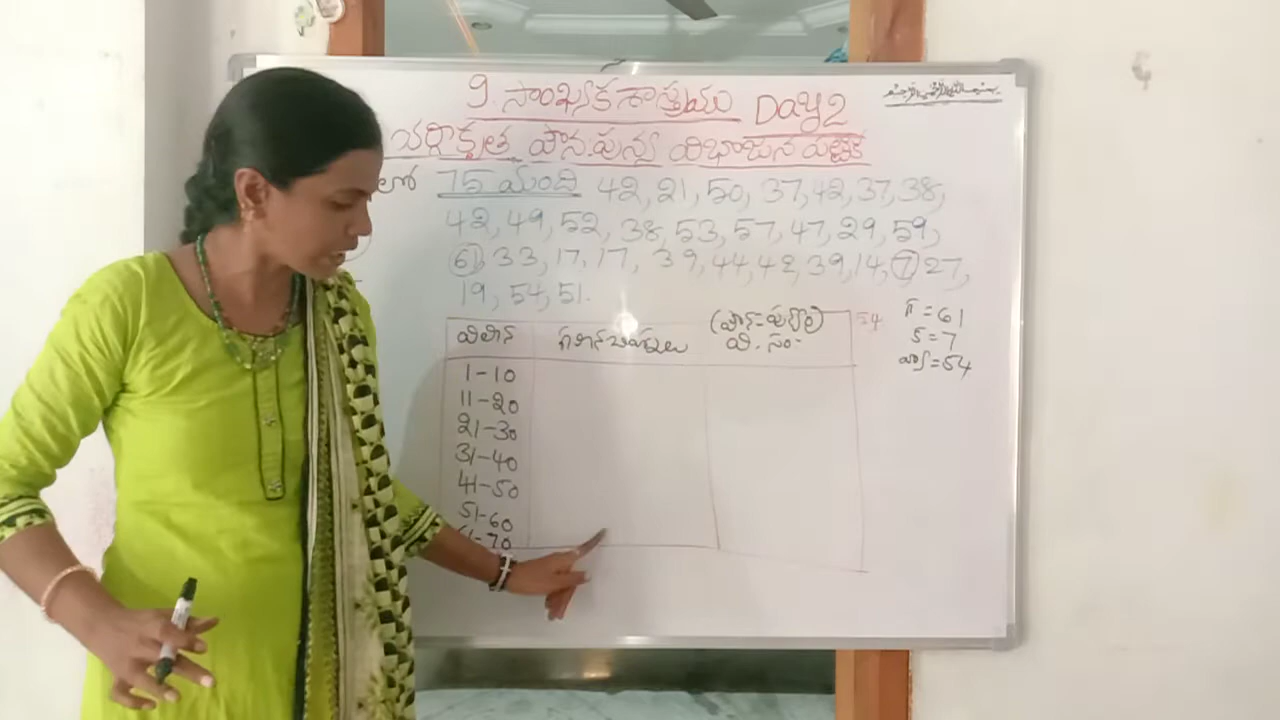 9. సాంఖ్యక శాస్త్రము Day 2
వర్గీకృత పౌన:పున్య విభాజన పట్టిక
లో 75 మంది 42, 21, 50, 37, 42, 37, 38,
42, 49, 52, 38, 53, 57, 47, 29, 59,
61, 33, 17, 17, 39, 44, 42, 39, 14, 7, 27,
19, 54, 51.
1-10
11-20
21-30
31-40
41-50
51-60
61-70
గ = 61
క = 7
వ్యా = 54